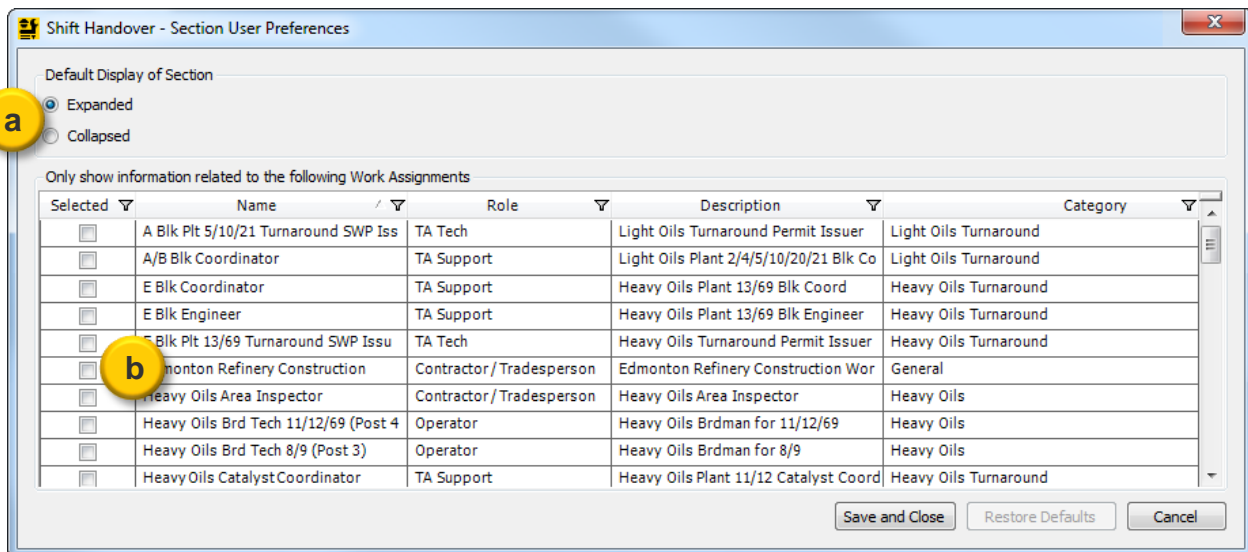 Shift Handover - Section User Preferences
X
Default Display of Section
a
Expanded
Collapsed
Only show information related to the following Work Assignments
Selected Name Role Description Category
A Blk Plt 5/10/21 Turnaround SWP Iss TA Tech Light Oils Turnaround Permit Issuer Light Oils Turnaround
A/B Blk Coordinator TA Support Light Oils Plant 2/4/5/10/20/21 Blk Co Light Oils Turnaround
E Blk Coordinator TA Support Heavy Oils Plant 13/69 Blk Coord Heavy Oils Turnaround
E Blk Engineer TA Support Heavy Oils Plant 13/69 Blk Engineer Heavy Oils Turnaround
Blk Plt 13/69 Turnaround SWP Issu TA Tech Heavy Oils Turnaround Permit Issuer Heavy Oils Turnaround
b monton Refinery Construction Contractor/Tradesperson Edmonton Refinery Construction Wor General
Heavy Oils Area Inspector Contractor/Tradesperson Heavy Oils Area Inspector Heavy Oils
Heavy Oils Brd Tech 11/12/69 (Post 4 Operator Heavy Oils Brdman for 11/12/69 Heavy Oils
Heavy Oils Brd Tech 8/9 (Post 3) Operator Heavy Oils Brdman for 8/9 Heavy Oils
Heavy Oils Catalyst Coordinator TA Support Heavy Oils Plant 11/12 Catalyst Coord Heavy Oils Turnaround
Save and Close Restore Defaults Cancel